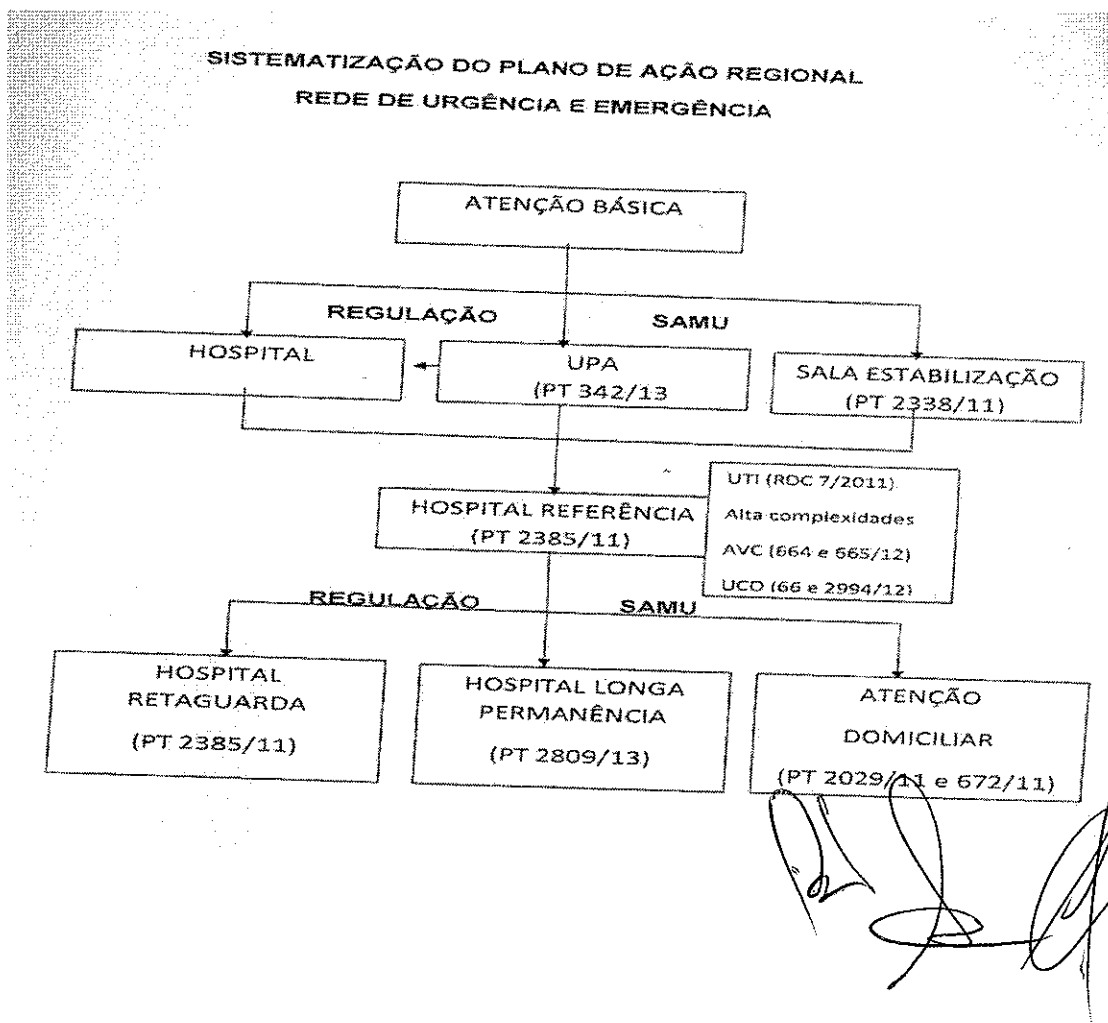 SISTEMATIZAÇÃO DO PLANO DE AÇÃO REGIONAL
REDE DE URGÊNCIA E EMERGÊNCIA
ATENÇÃO BÁSICA
REGULAÇÃO
SAMU
HOSPITAL
UPA
(PT 342/13
SALA ESTABILIZAÇÃO
(PT 2338/11)
HOSPITAL REFERÊNCIA
(PT 2385/11)
UTI (RDC 7/2011)
Alta complexidades
AVC (664 e 665/12)
UCO (66 e 2994/12)
REGULAÇÃO
SAMU
HOSPITAL
RETAGUARDA
(PT 2385/11)
HOSPITAL LONGA
PERMANÊNCIA
(PT 2809/13)
ATENÇÃO
DOMICILIAR
(PT 2029/11 e 672/11)